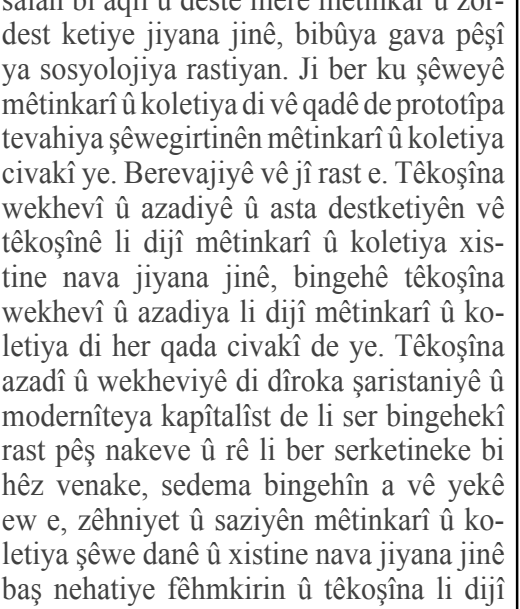 salan bi aqil û destê mêrê mêtinkar û zor-
dest ketiye jiyana jinê, bibûya gava pêşî
ya sosyolojiya rastiyan. Ji ber ku şêweyê
mêtinkarî û koletiya di vê qadê de prototîpa
tevahiya şêwegirtinên mêtinkarî û koletiya
civakî ye. Berevajiyê vê jî rast e. Têkoşîna
wekhevî û azadiyê û asta destketiyên vê
têkoşînê li dijî mêtinkarî û koletiya xis-
tine nava jiyana jinê, bingehê têkoşîna
wekhevî û azadiya li dijî mêtinkarî û ko-
letiya di her qada civakî de ye. Têkoşîna
azadî û wekheviyê di dîroka şaristaniyê û
modernîteya kapîtalîst de li ser bingehekî
rast pêş nakeve û rê li ber serketineke bi
hêz venake, sedema bingehîn a vê yekê
ew e, zêhniyet û saziyên mêtinkarî û ko-
letiya şêwe danê û xistine nava jiyana jinê
baş nehatiye fêhmkirin û têkoşîna li dijî